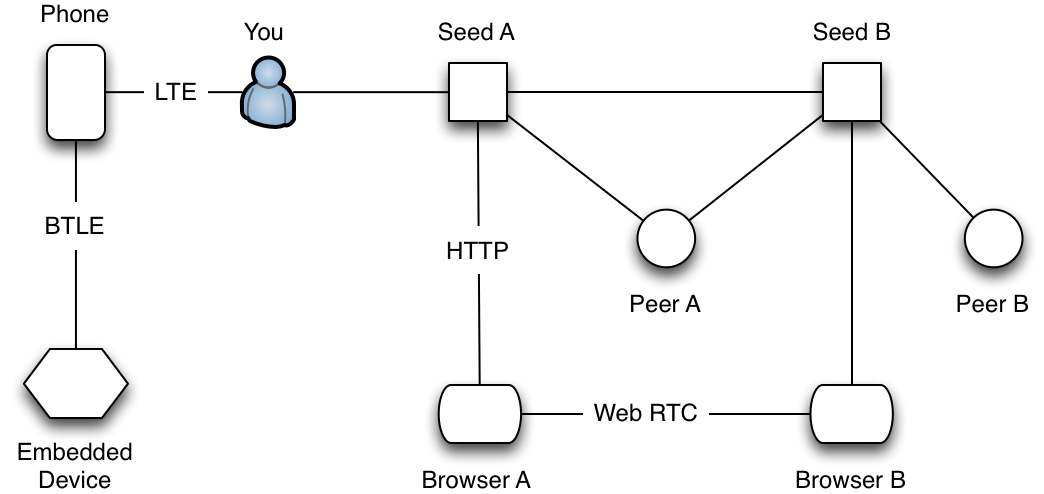 Phone
You
Seed A
Seed B
LTE
BTLE
HTTP
Peer A
Peer B
Web RTC
Embedded
Device
Browser A
Browser B